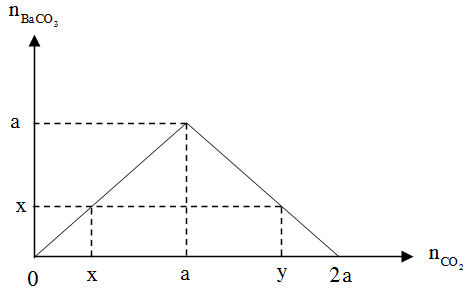 n_BaCO₃
a
x
0 x a y 2a
n_CO₂